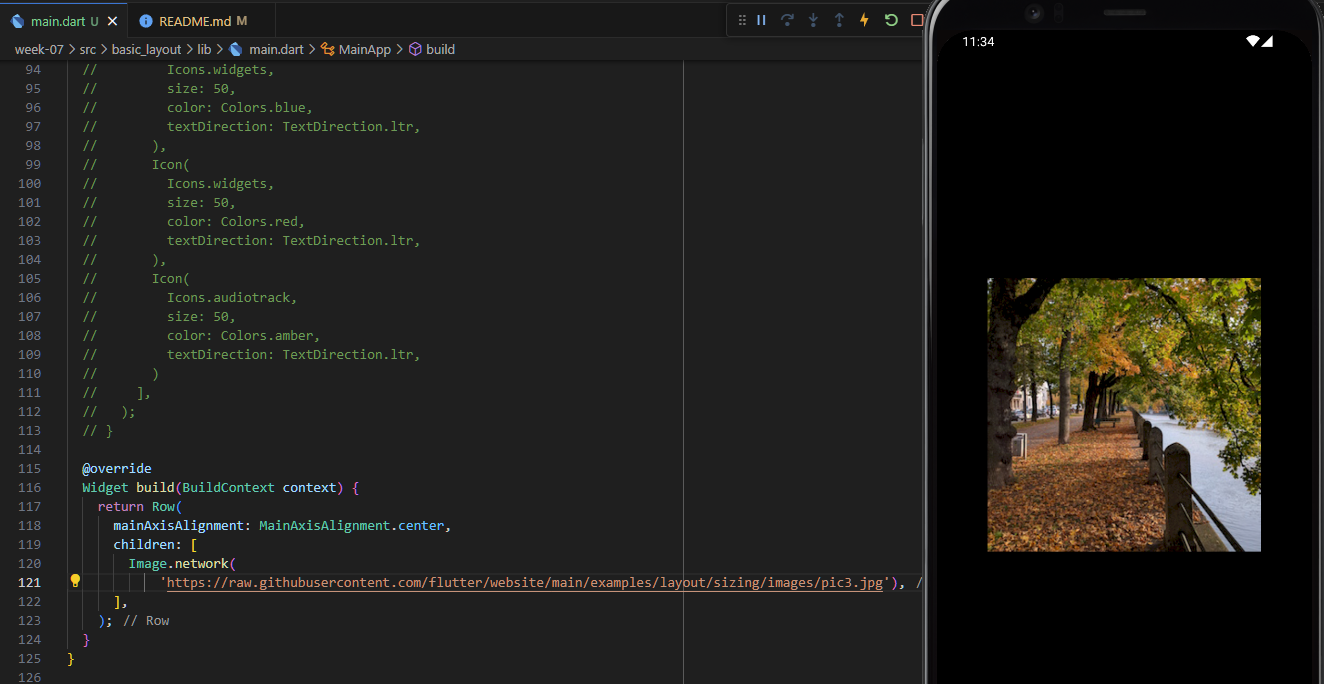 main.dart U
README.md M
week-07 > src > basic_layout > lib > main.dart > MainApp > build
11:34
94 // Icons.widgets,
95 // size: 50,
96 // color: Colors.blue,
97 // textDirection: TextDirection.ltr,
98 // ),
99 // Icon(
100 // Icons.widgets,
101 // size: 50,
102 // color: Colors.red,
103 // textDirection: TextDirection.ltr,
104 // ),
105 // Icon(
106 // Icons.audiotrack,
107 // size: 50,
108 // color: Colors.amber,
109 // textDirection: TextDirection.ltr,
110 // )
111 // ],
112 // );
113 // }
114
115 @override
116 Widget build(BuildContext context) {
117 return Row(
118 mainAxisAlignment: MainAxisAlignment.center,
119 children: [
120 Image.network(
121 'https://raw.githubusercontent.com/flutter/website/main/examples/layout/sizing/images/pic3.jpg'), /
122 ],
123 ); // Row
124 }
125 }
126